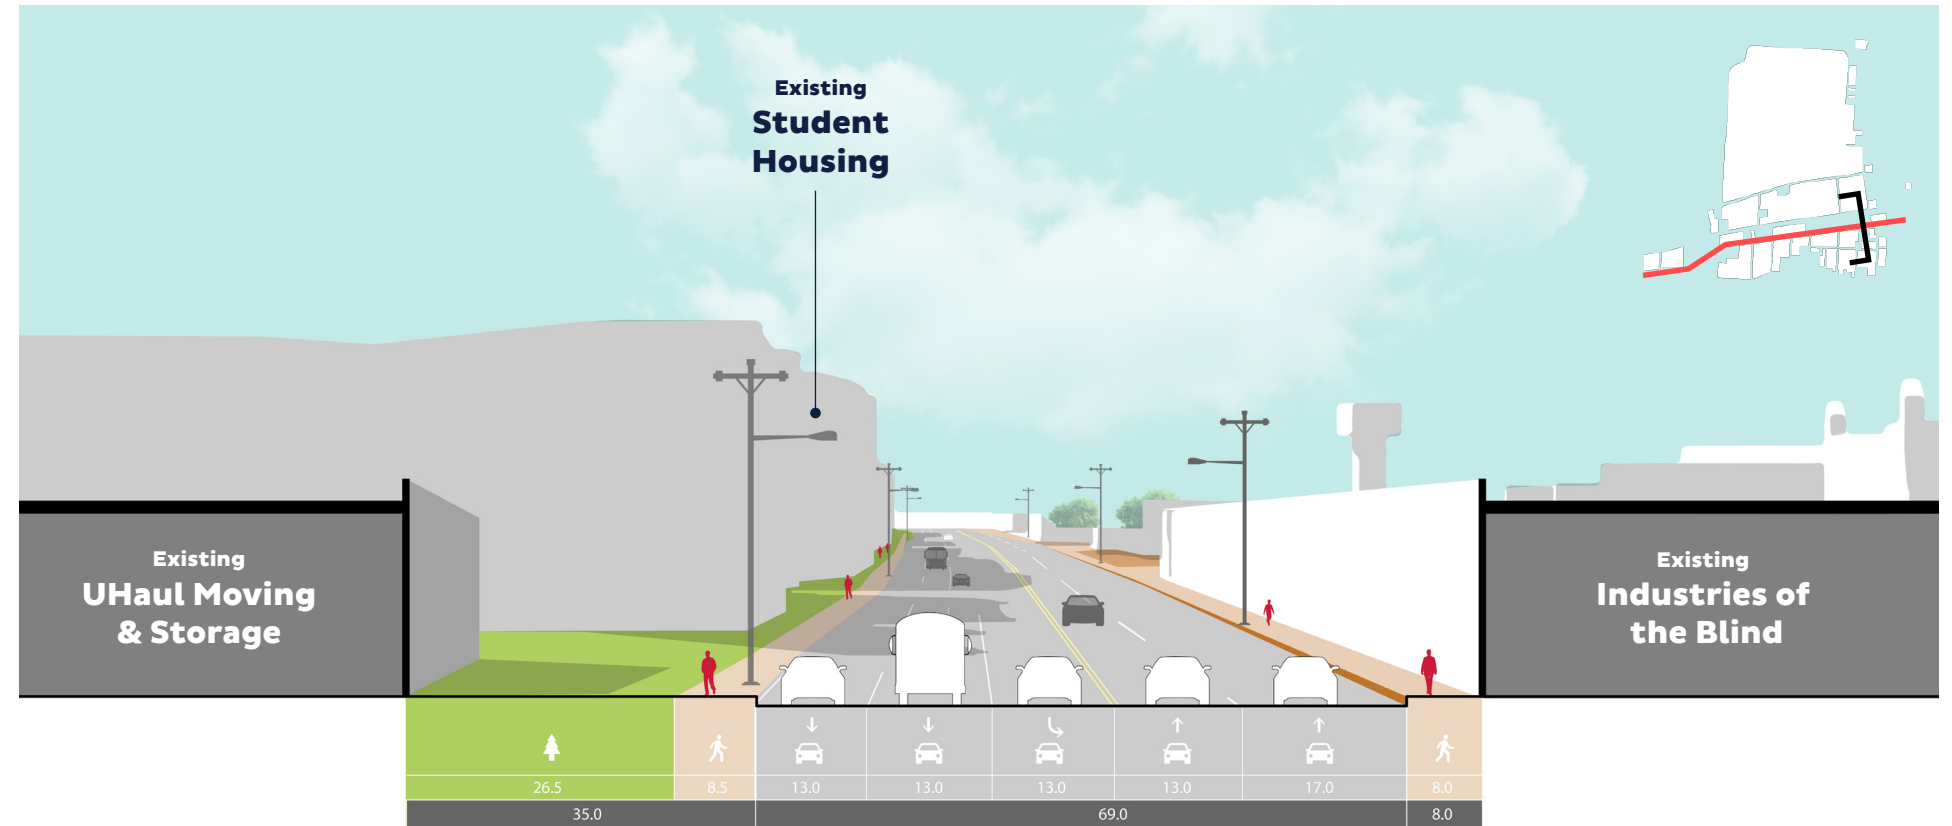 Existing
Student
Housing
Existing
UHaul Moving
& Storage
Existing
Industries of
the Blind
26.5 8.5 13.0 13.0 13.0 13.0 17.0 8.0
35.0 69.0 8.0